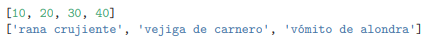 [10, 20, 30, 40]
['rana crujiente', 'vejiga de carnero', 'vómito de alondra']